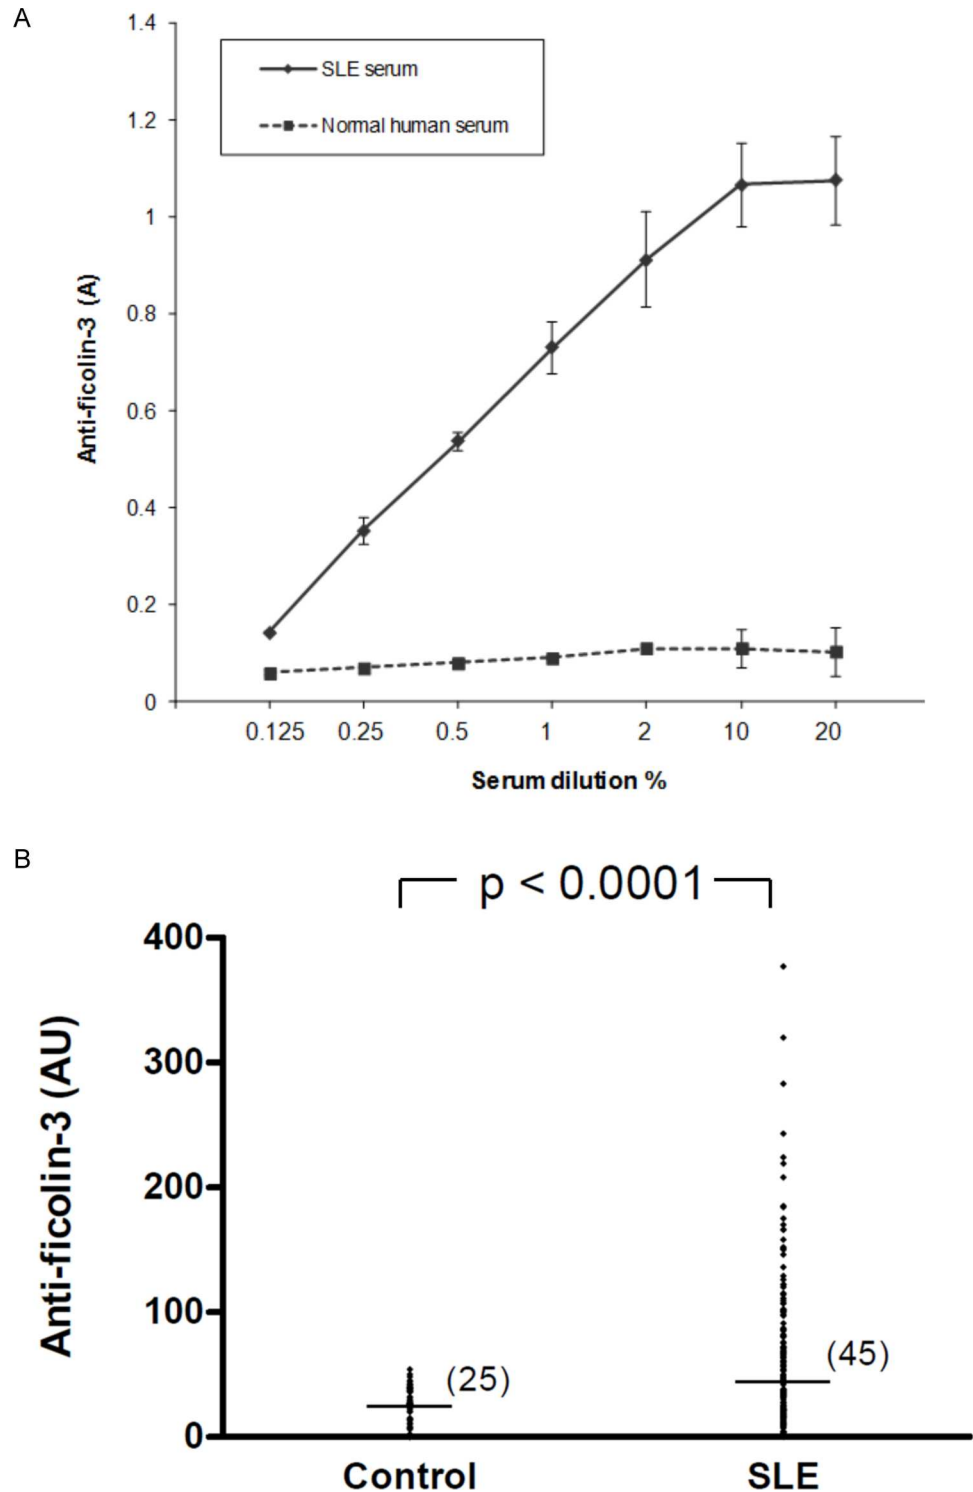 A
1.4
SLE serum
1.2
Normal human serum
1
0.8
Anti-ficolin-3 (A)
0.6
0.4
0.2
0
0.125 0.25 0.5 1 2 10 20
Serum dilution %
B
p < 0.0001
400
300
Anti-ficolin-3 (AU)
200
100
(25)
(45)
0
Control SLE